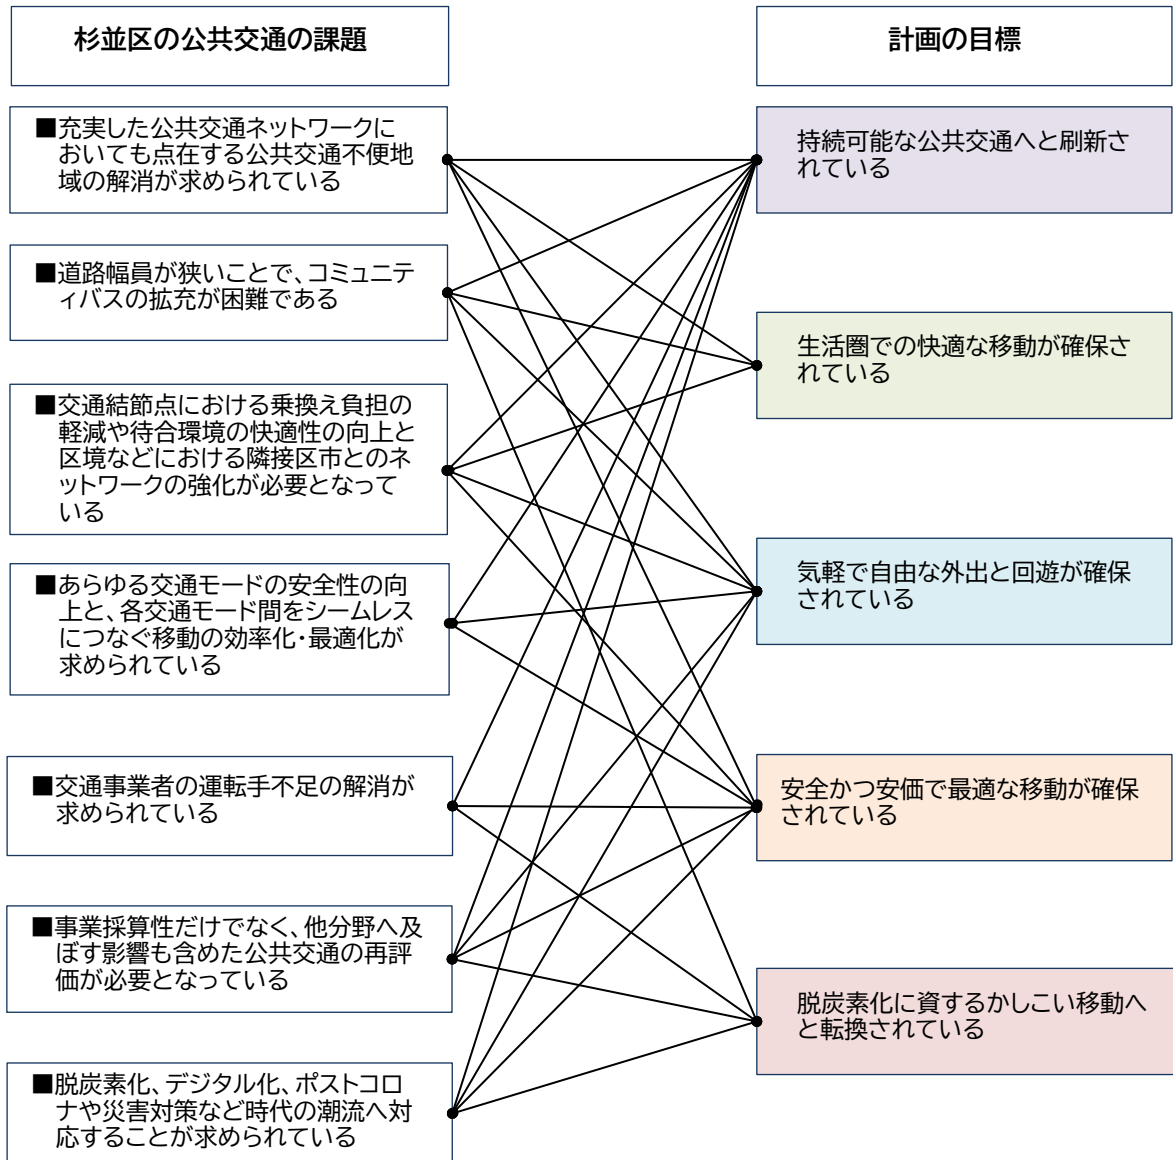 杉並区の公共交通の課題
計画の目標
■充実した公共交通ネットワークに
おいても点在する公共交通不便地
域の解消が求められている
■道路幅員が狭いことで、コミュニテ
ィバスの拡充が困難である
■交通結節点における乗換え負担の
軽減や待合環境の快適性の向上と
区境などにおける隣接区市とのネ
ットワークの強化が必要となって
いる
■あらゆる交通モードの安全性の向
上と、各交通モード間をシームレス
につなぐ移動の効率化・最適化が
求められている
■交通事業者の運転手不足の解消が
求められている
■事業採算性だけでなく、他分野へ及
ぼす影響も含めた公共交通の再評
価が必要となっている
■脱炭素化、デジタル化、ポストコロ
ナや災害対策など時代の潮流へ対
応することが求められている
持続可能な公共交通へと刷新さ
れている
生活圏での快適な移動が確保さ
れている
気軽で自由な外出と回遊が確保
されている
安全かつ安価で最適な移動が確保
されている
脱炭素化に資するかしこい移動へ
と転換されている